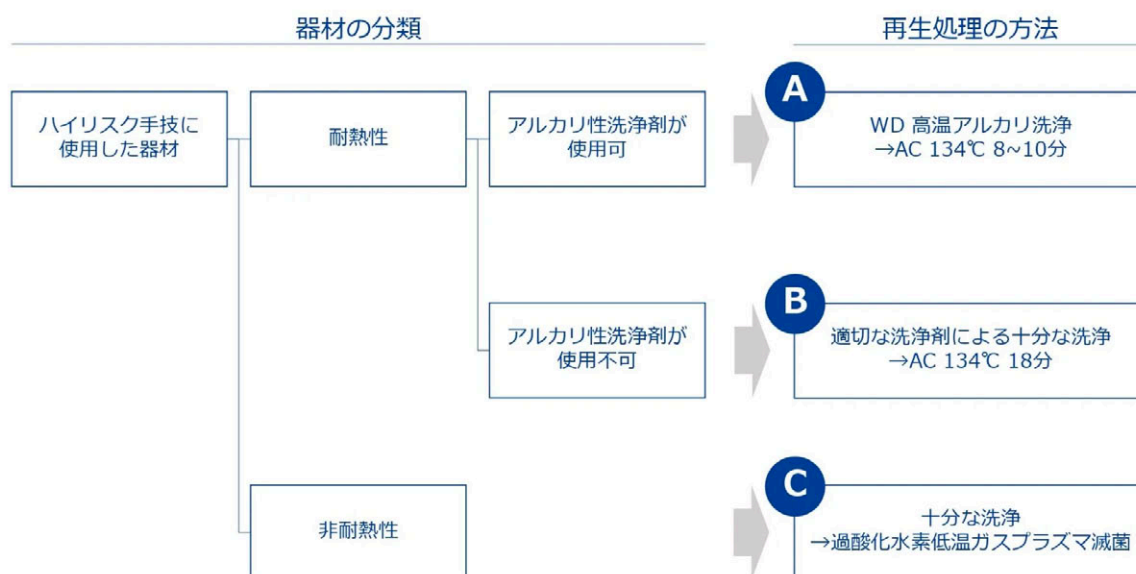 器材の分類
再生処理の方法
ハイリスク手技に
使用した器材
耐熱性
アルカリ性洗浄剤が
使用可
A
WD 高温アルカリ洗浄
→AC 134℃ 8~10分
アルカリ性洗浄剤が
使用不可
B
適切な洗浄剤による十分な洗浄
→AC 134℃ 18分
非耐熱性
C
十分な洗浄
→過酸化水素低温ガスプラズマ滅菌